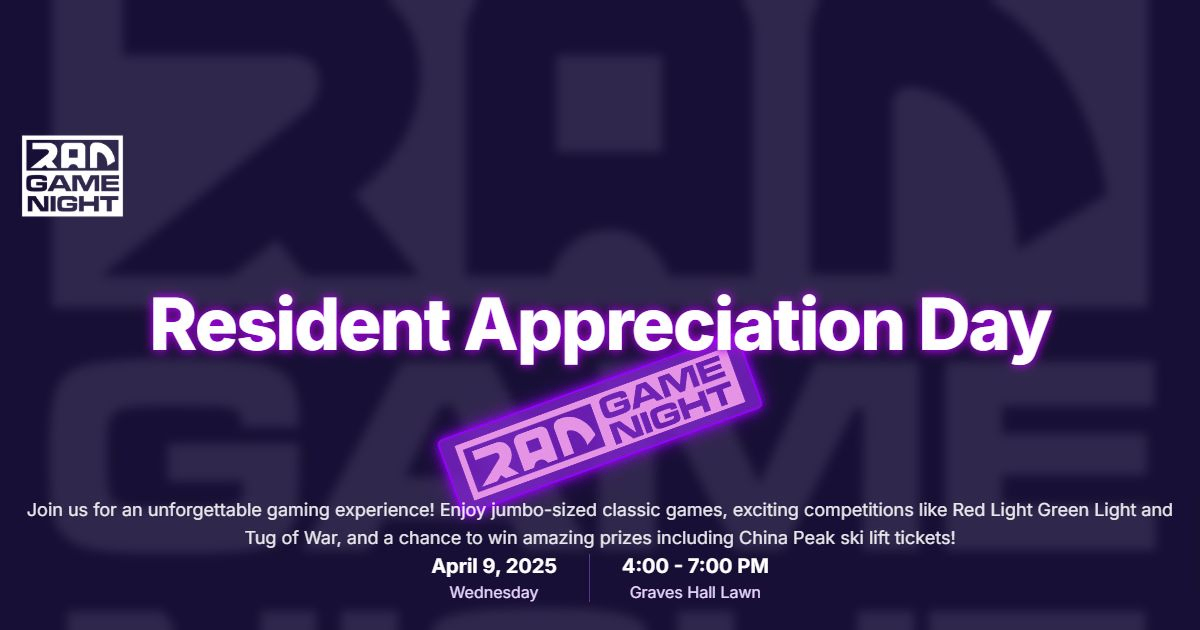 RAD
GAME
NIGHT
Resident Appreciation Day
RAD GAME
NIGHT
Join us for an unforgettable gaming experience! Enjoy jumbo-sized classic games, exciting competitions like Red Light Green Light and
Tug of War, and a chance to win amazing prizes including China Peak ski lift tickets!
April 9, 2025
Wednesday
4:00 - 7:00 PM
Graves Hall Lawn
RAD
GAME